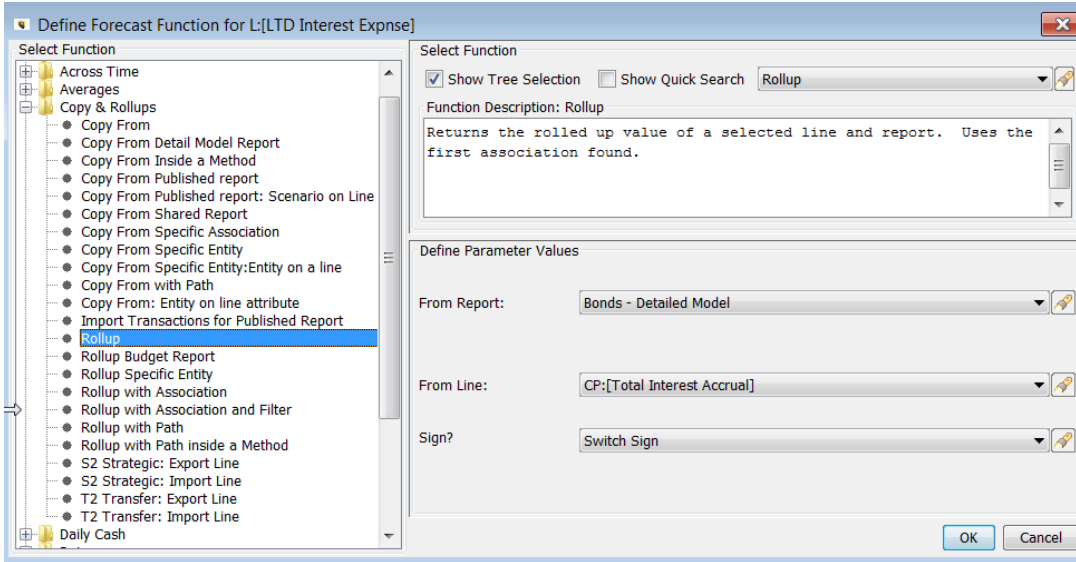 Define Forecast Function for L:[LTD Interest Expnse]
Select Function
Across Time
Averages
Copy & Rollups
Copy From
Copy From Detail Model Report
Copy From Inside a Method
Copy From Published report
Copy From Published report: Scenario on Line
Copy From Shared Report
Copy From Specific Association
Copy From Specific Entity
Copy From Specific Entity:Entity on a line
Copy From with Path
Copy From: Entity on line attribute
Import Transactions for Published Report
Rollup
Rollup Budget Report
Rollup Specific Entity
Rollup with Association
Rollup with Association and Filter
Rollup with Path
Rollup with Path inside a Method
S2 Strategic: Export Line
S2 Strategic: Import Line
T2 Transfer: Export Line
T2 Transfer: Import Line
Daily Cash
Select Function
Show Tree Selection Show Quick Search Rollup
Function Description: Rollup
Returns the rolled up value of a selected line and report. Uses the
first association found.
Define Parameter Values
From Report: Bonds - Detailed Model
From Line: CP:[Total Interest Accrual]
Sign? Switch Sign
OK Cancel